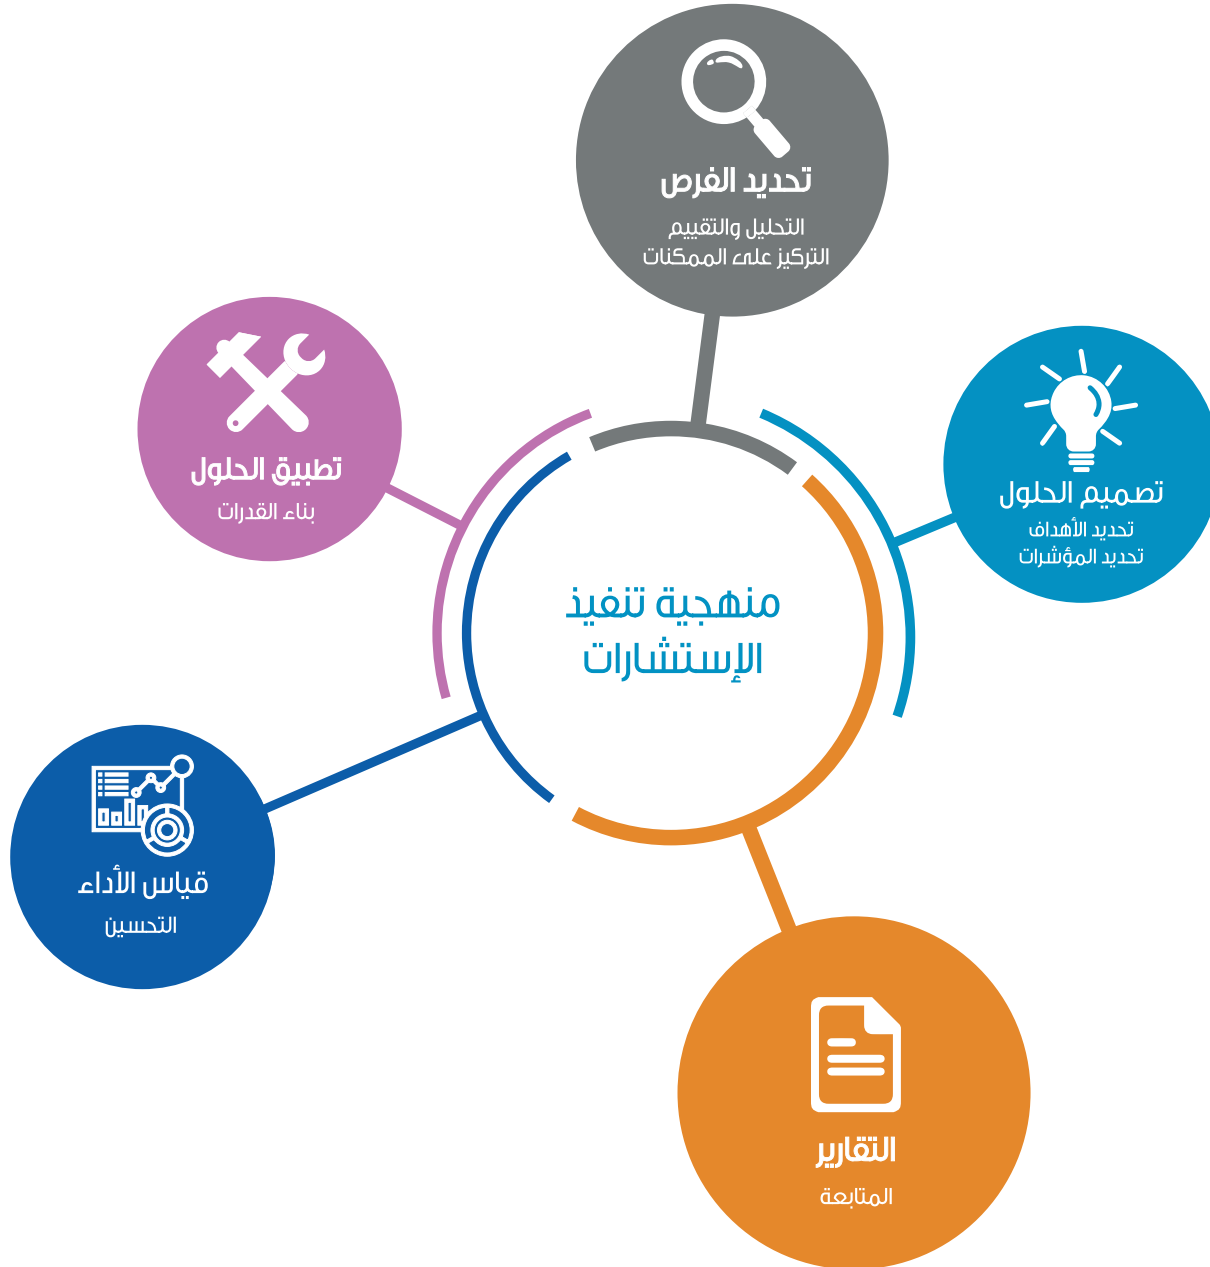 تحديد الفرص
التحليل والتقييم
التركيز على الممكنات
تصميم الحلول
تحديد الأهداف
تحديد المؤشرات
تطبيق الحلول
بناء القدرات
منهجية تنفيذ
الإستشارات
قياس الأداء
التحسين
التقارير
المتابعة